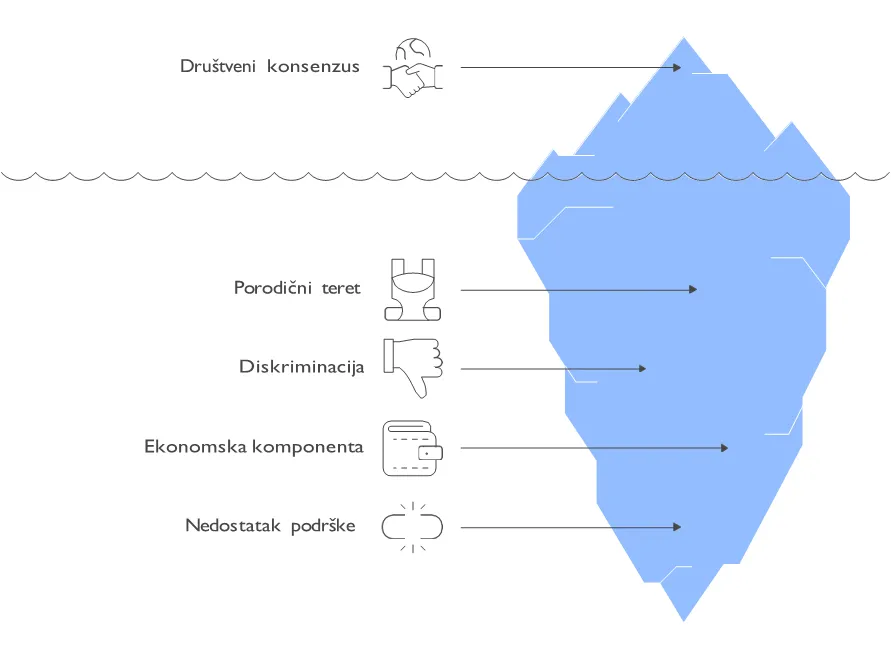 Društveni konsenzus
Porodični teret
Diskriminacija
Ekonomska komponenta
Nedostatak podrške